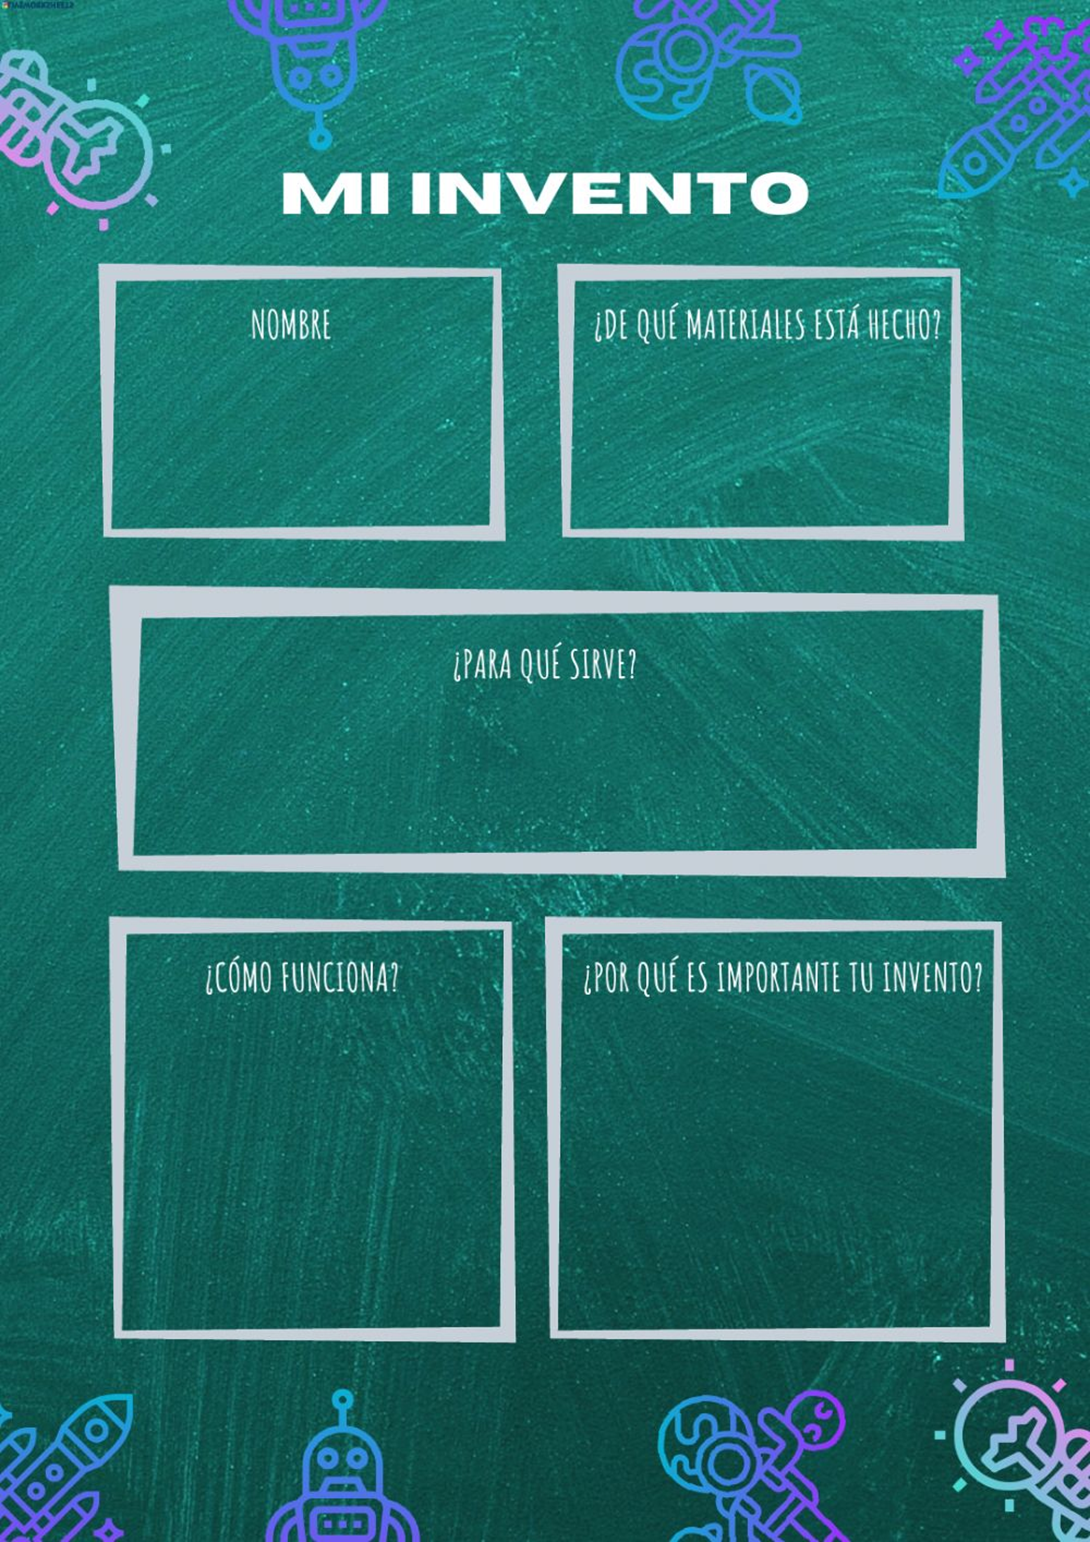 MI INVENTO
NOMBRE
¿DE QUÉ MATERIALES ESTÁ HECHO?
¿PARA QUÉ SIRVE?
¿CÓMO FUNCIONA?
¿POR QUÉ ES IMPORTANTE TU INVENTO?